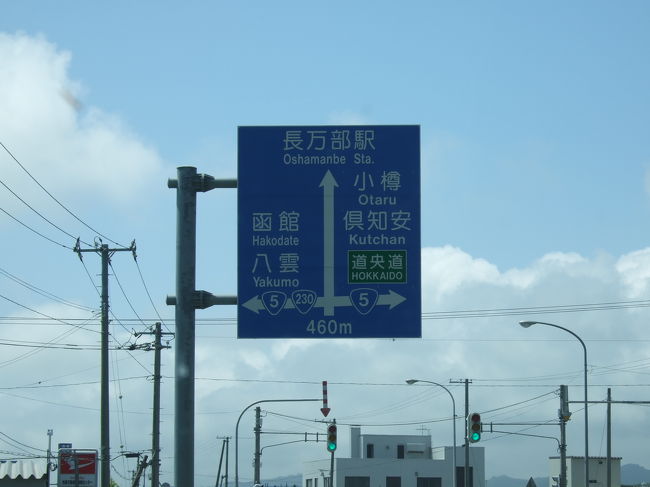 長万部駅
Oshamanbe Sta.
小樽
Otaru
函館
Hakodate
倶知安
Kutchan
八雲
Yakumo
道央道
HOKKAIDO
5
230
5
460m